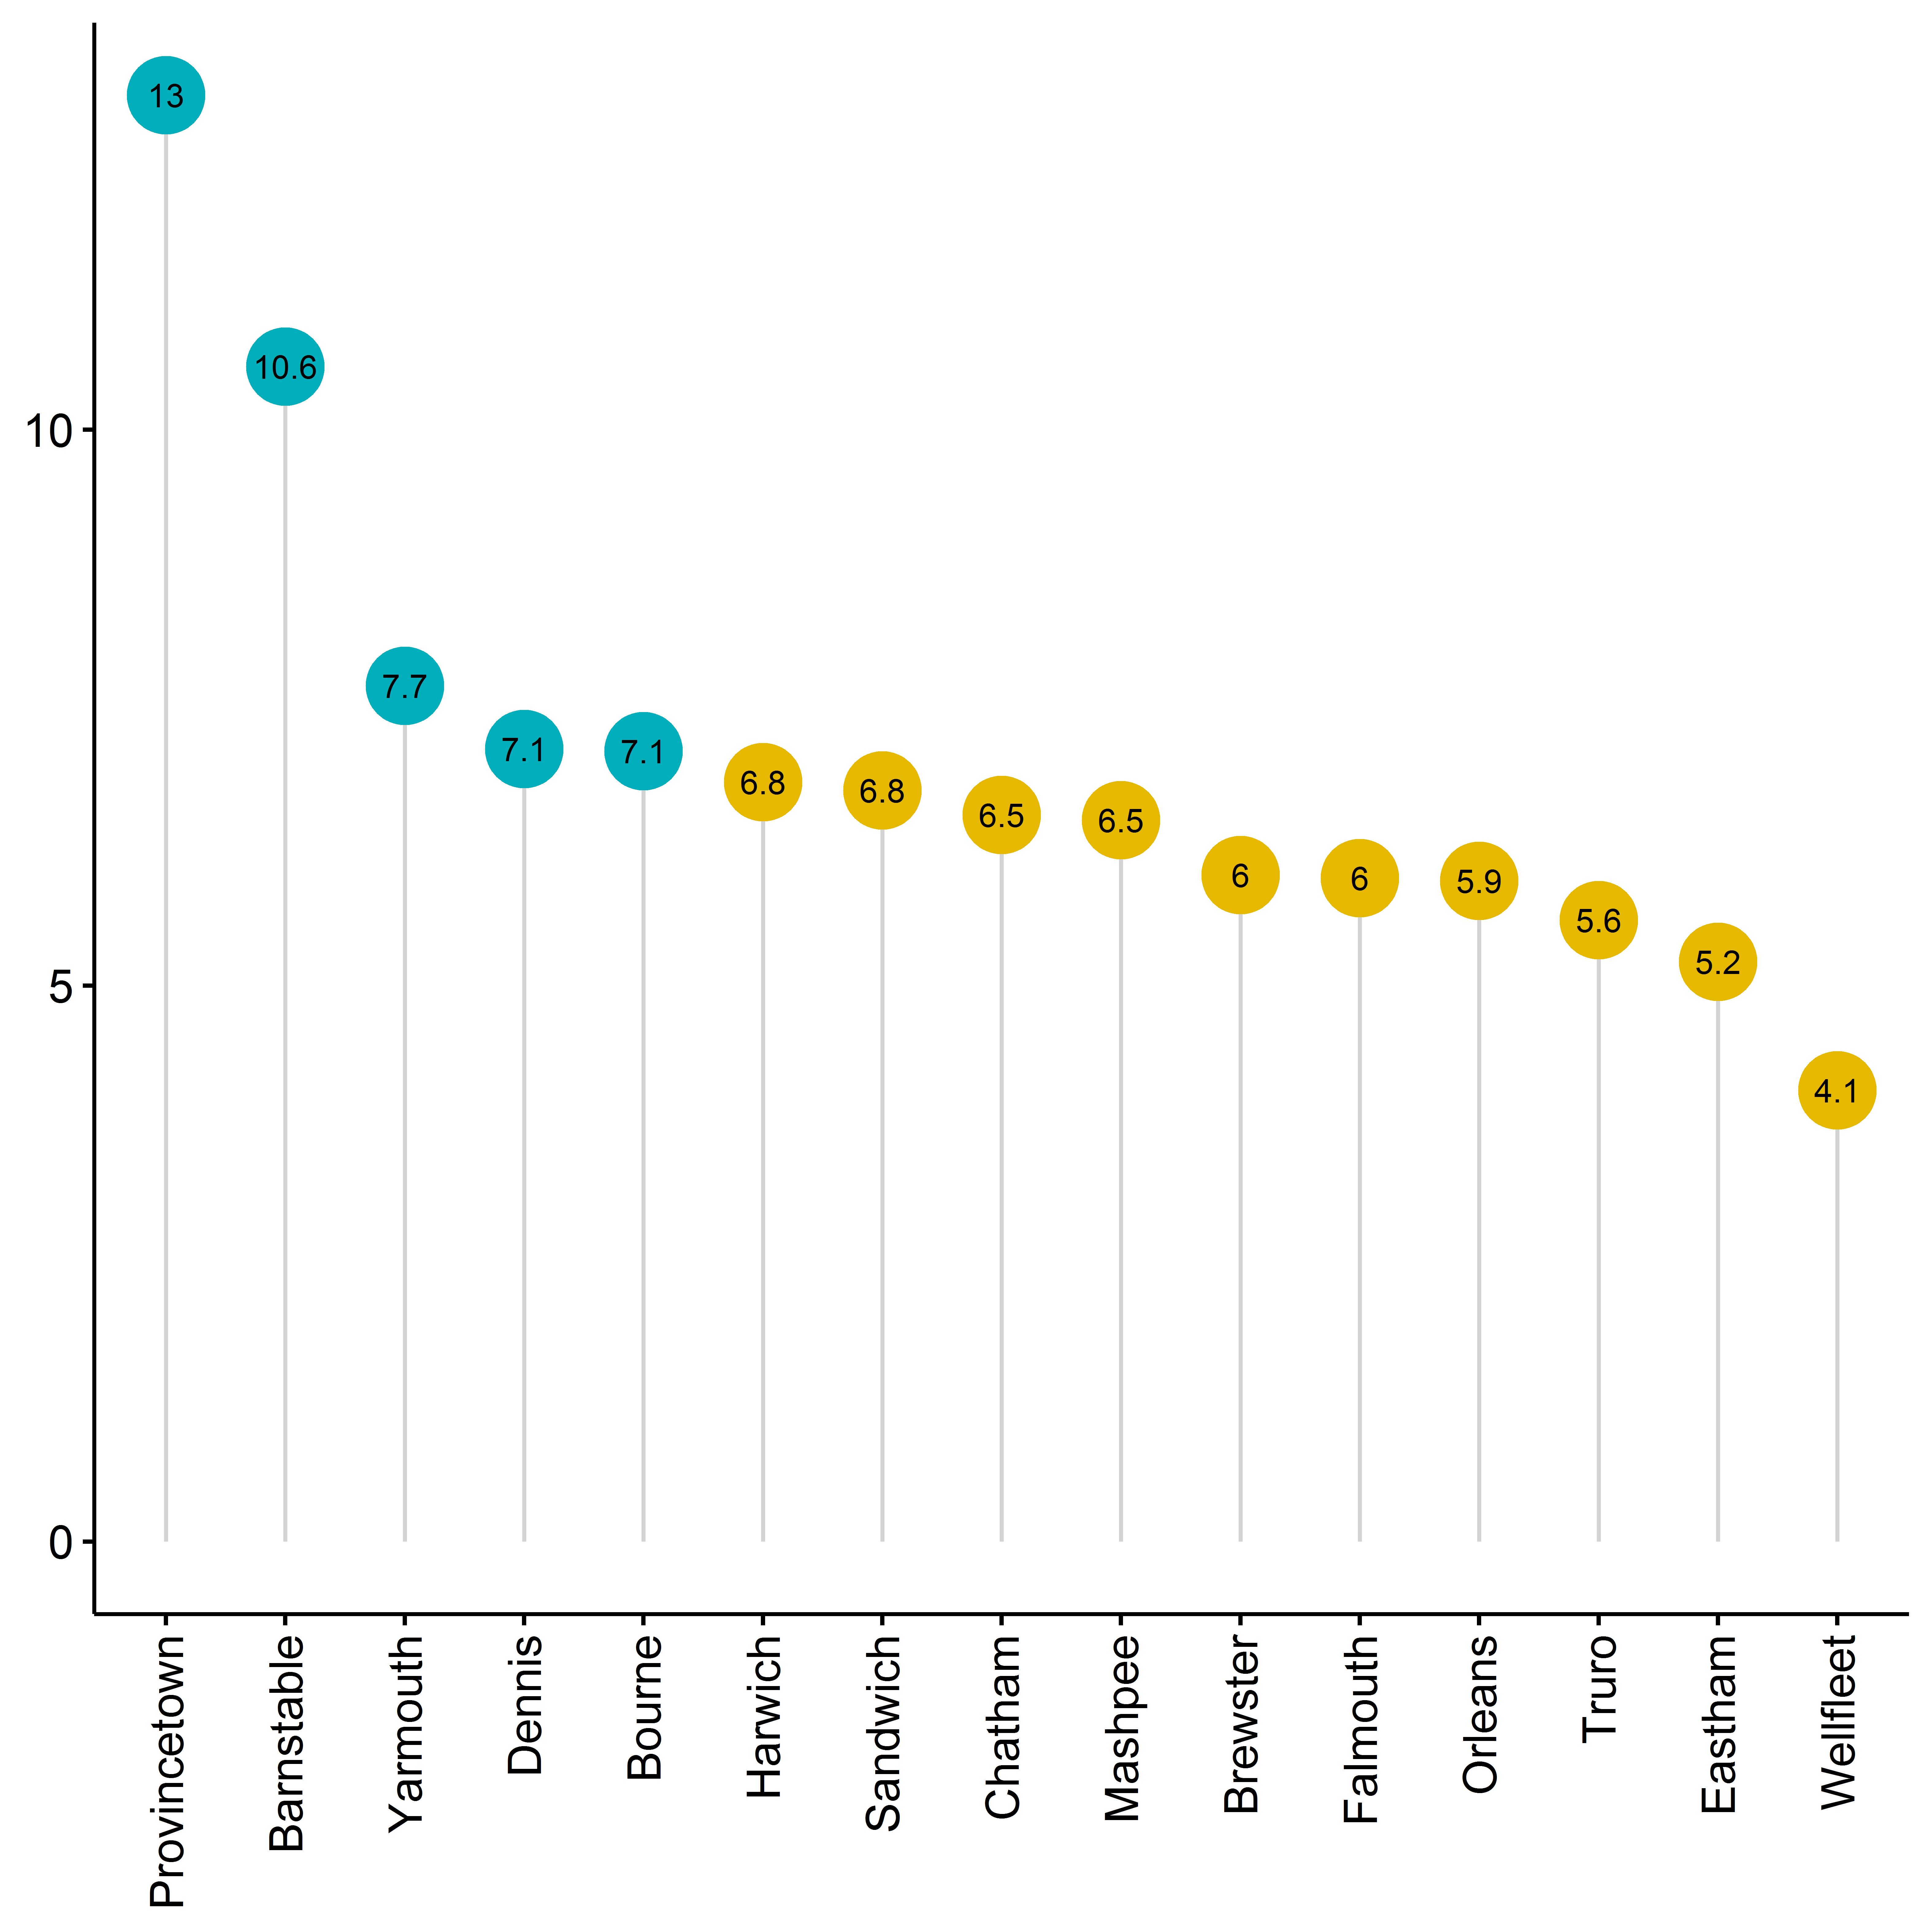 13
10.6
10
7.7
7.1
7.1
6.8
6.8
6.5
6.5
6
6
5.9
5.6
5.2
5
4.1
0
Provincetown
Barnstable
Yarmouth
Dennis
Bourne
Harwich
Sandwich
Chatham
Mashpee
Brewster
Falmouth
Orleans
Truro
Eastham
Wellfleet